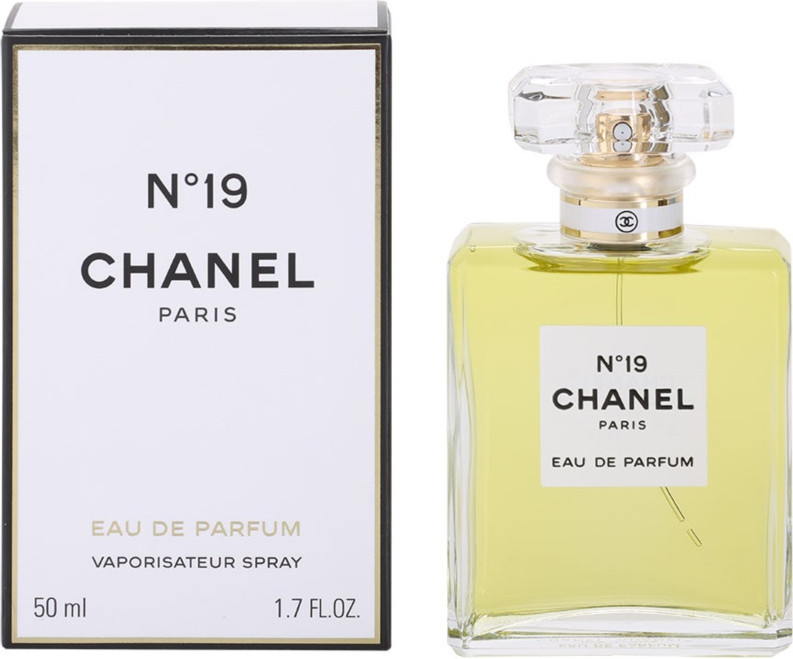 N°19
CHANEL
PARIS
EAU DE PARFUM
VAPORISATEUR SPRAY
50 ml 1.7 FL.OZ.
N°19
CHANEL
PARIS
EAU DE PARFUM